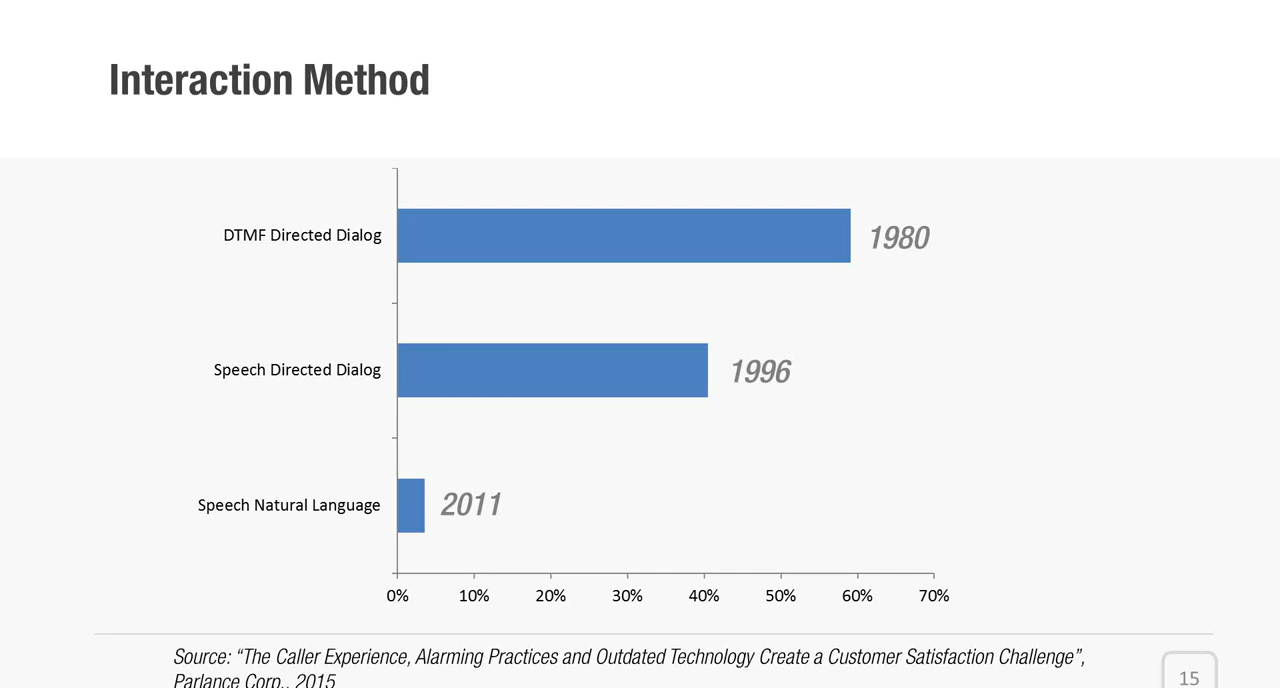 Interaction Method
DTMF Directed Dialog
1980
Speech Directed Dialog
1996
Speech Natural Language
2011
0% 10% 20% 30% 40% 50% 60% 70%
Source: “The Caller Experience, Alarming Practices and Outdated Technology Create a Customer Satisfaction Challenge”,
Parlance Corp., 2015
15